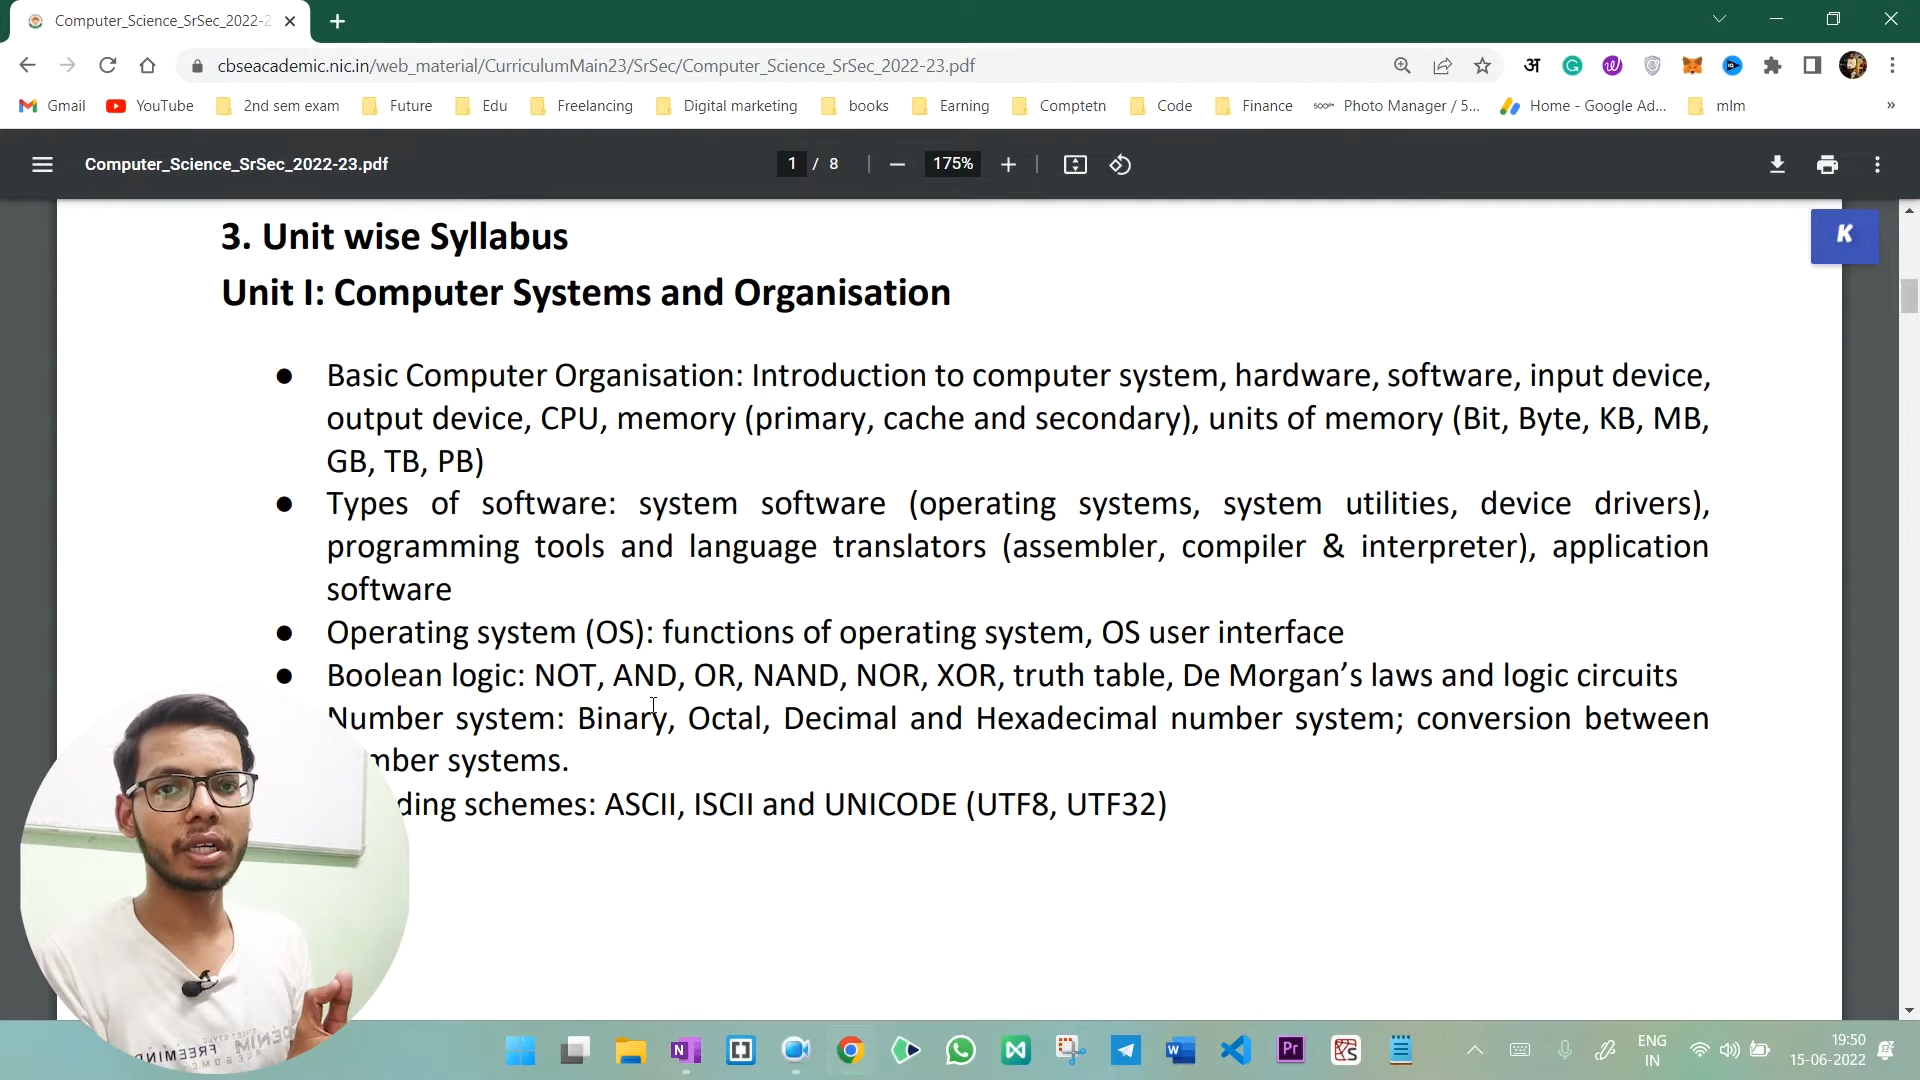 Computer_Science_SrSec_2022-2
cbseacademic.nic.in/web_material/CurriculumMain23/SrSec/Computer_Science_SrSec_2022-23.pdf
अ
Gmail YouTube 2nd sem exam Future Edu Freelancing Digital marketing books Earning Comptetn Code Finance Photo Manager / 5... Home - Google Ad... mlm »
Computer_Science_SrSec_2022-23.pdf 1 / 8 175%
K
3. Unit wise Syllabus
Unit I: Computer Systems and Organisation
● Basic Computer Organisation: Introduction to computer system, hardware, software, input device,
output device, CPU, memory (primary, cache and secondary), units of memory (Bit, Byte, KB, MB,
GB, TB, PB)
● Types of software: system software (operating systems, system utilities, device drivers),
programming tools and language translators (assembler, compiler & interpreter), application
software
● Operating system (OS): functions of operating system, OS user interface
● Boolean logic: NOT, AND, OR, NAND, NOR, XOR, truth table, De Morgan's laws and logic circuits
Number system: Binary, Octal, Decimal and Hexadecimal number system; conversion between
mber systems.
ding schemes: ASCII, ISCII and UNICODE (UTF8, UTF32)
DENIM
FREEMIND
N W Pr
ENG
IN
19:50
15-06-2022